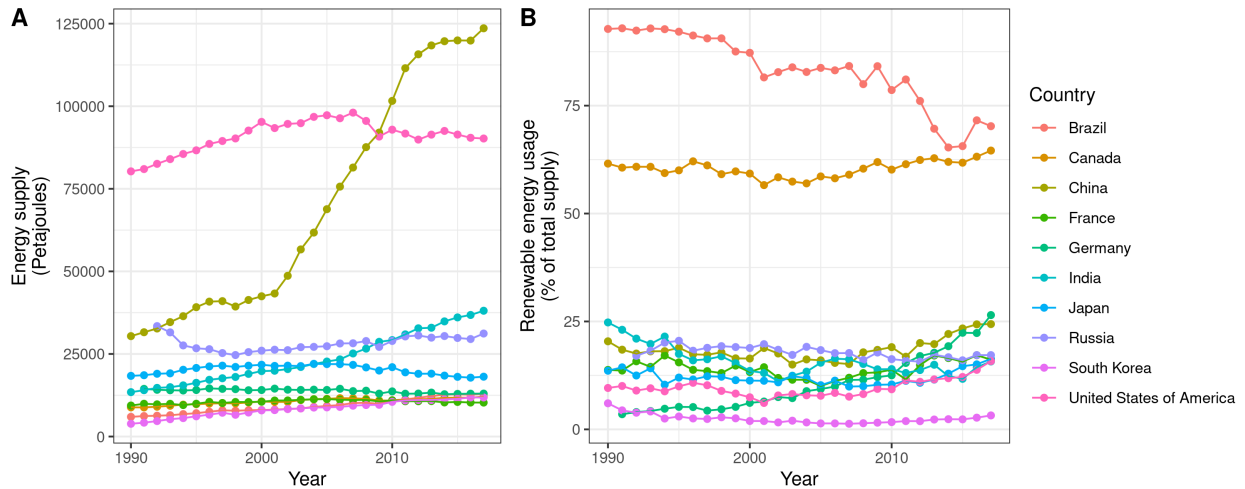 A
125000
100000
75000
50000
25000
0
Energy supply
(Petajoules)
1990
2000
2010
Year
B
75
50
25
0
Renewable energy usage
(% of total supply)
1990
2000
2010
Year
Country
Brazil
Canada
China
France
Germany
India
Japan
Russia
South Korea
United States of America